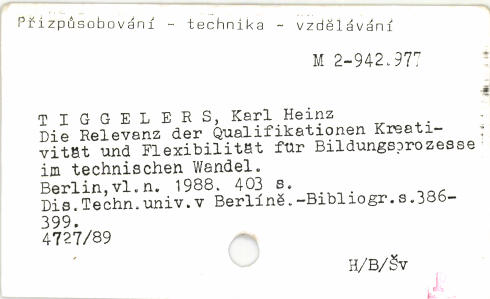 Přizpůsobování - technika - vzdělávání
M 2-942.977
T I G G E L E R S, Karl Heinz
Die Relevanz der Qualifikationen Kreati-
vität und Flexibilität für Bildungsprozesse
im technischen Wandel.
Berlin,vl.n. 1988. 403 s.
Dis.Techn.univ.v Berlíně.-Bibliogr.s.386-
399.
4727/89
H/B/Šv